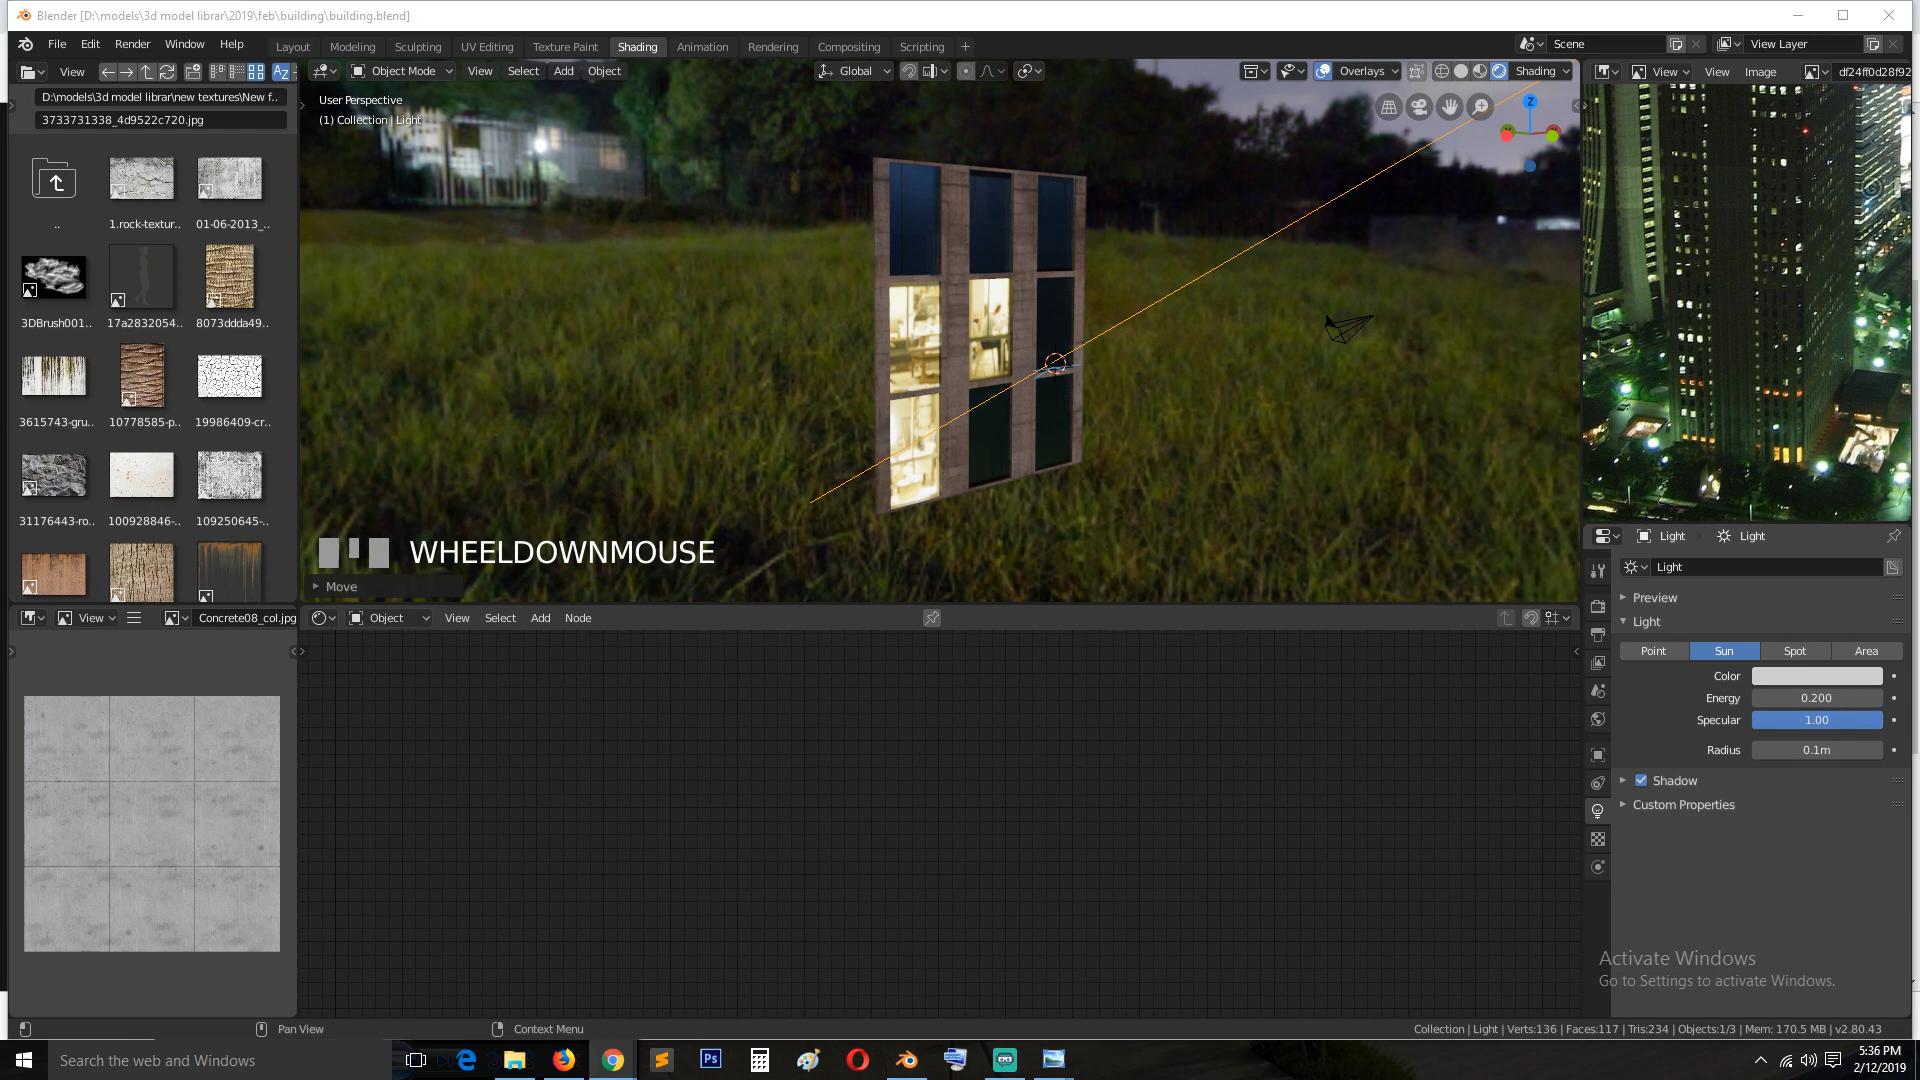 Blender [D:\models\3d model librar\2019\feb\building\building.blend]
File Edit Render Window Help
Layout Modeling Sculpting UV Editing Texture Paint Shading Animation Rendering Compositing Scripting +
Scene
View Layer
View
Object Mode View Select Add Object
Global
Overlays
Shading
View View Image df24ff0d28f92
D:\models\3d model librar\new textures\New f..
3733731338_4d9522c720.jpg
User Perspective
(1) Collection | Light
Z
..
1.rock-textur..
01-06-2013_..
3DBrush001..
17a2832054..
8073ddda49..
3615743-gru..
10778585-p..
19986409-cr..
31176443-ro..
100928846-..
109250645-..
WHEELDOWNMOUSE
Move
View
Concrete08_col.jpg
Object View Select Add Node
Light Light
Light
Preview
Light
Point Sun Spot Area
Color
Energy 0.200
Specular 1.00
Radius 0.1m
Shadow
Custom Properties
Activate Windows
Go to Settings to activate Windows.
Pan View
Context Menu
Collection | Light | Verts:136 | Faces:117 | Tris:234 | Objects:1/3 | Mem: 170.5 MB | v2.80.43
Search the web and Windows
Ps
5:36 PM
2/12/2019